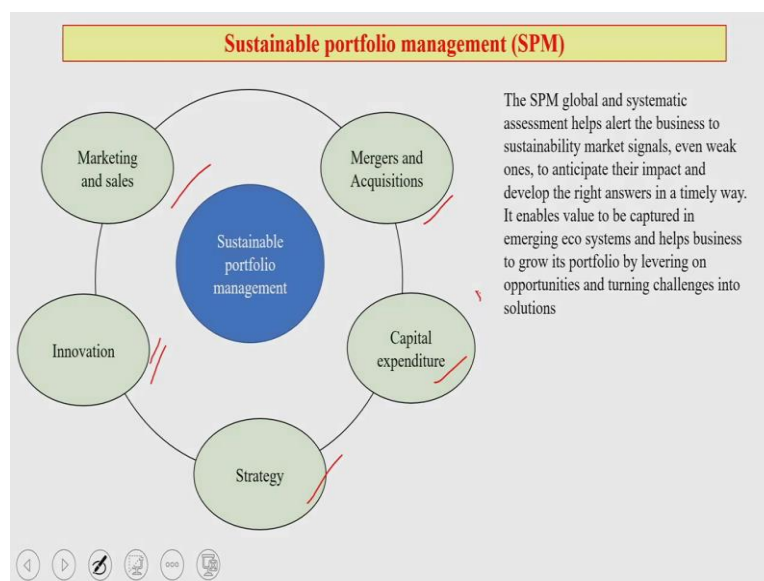 Sustainable portfolio management (SPM)
Marketing
and sales
Mergers and
Acquisitions
Sustainable
portfolio
management
Innovation
Capital
expenditure
Strategy
The SPM global and systematic
assessment helps alert the business to
sustainability market signals, even weak
ones, to anticipate their impact and
develop the right answers in a timely way.
It enables value to be captured in
emerging eco systems and helps business
to grow its portfolio by levering on
opportunities and turning challenges into
solutions